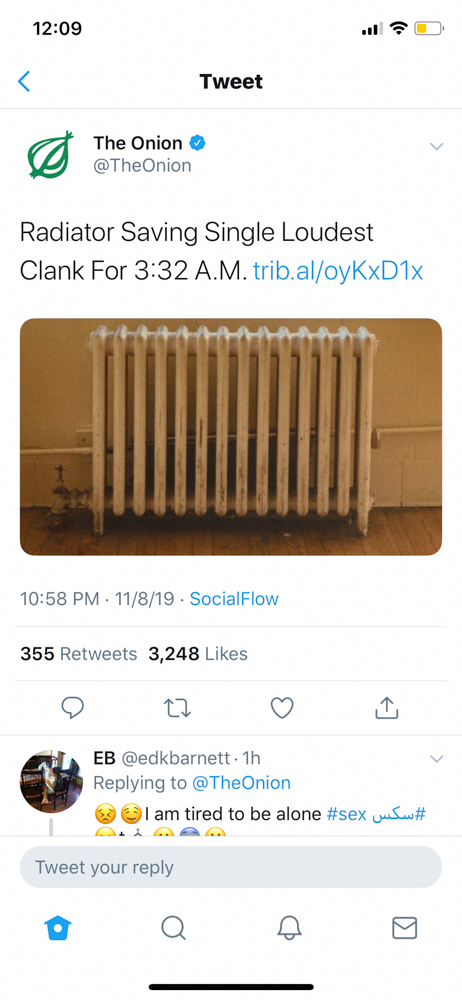 12:09
Tweet
The Onion
@TheOnion
Radiator Saving Single Loudest
Clank For 3:32 A.M. trib.al/oyKxD1x
10:58 PM · 11/8/19 · SocialFlow
355 Retweets 3,248 Likes
EB @edkbarnett · 1h
Replying to @TheOnion
😣🤤I am tired to be alone #sex #سكس
Tweet your reply